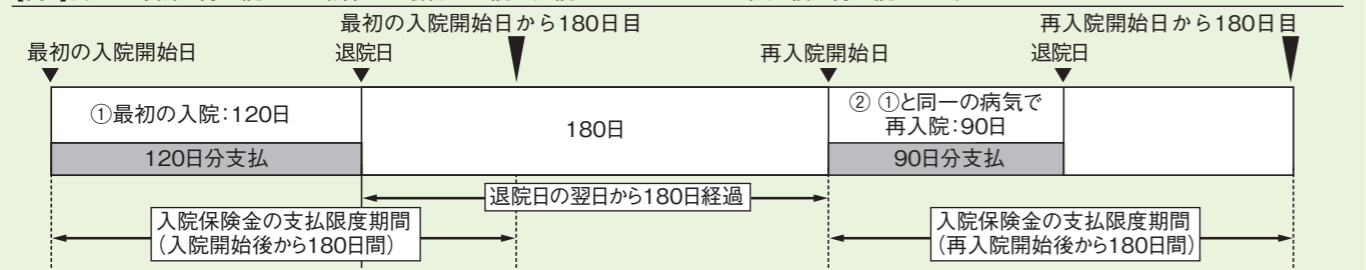 最初の入院開始日から180日目
再入院開始日から180日目
最初の入院開始日
退院日
再入院開始日
退院日
①最初の入院：120日
180日
② ①と同一の病気で
再入院：90日
120日分支払
90日分支払
退院日の翌日から180日経過
入院保険金の支払限度期間
（入院開始後から180日間）
入院保険金の支払限度期間
（再入院開始後から180日間）